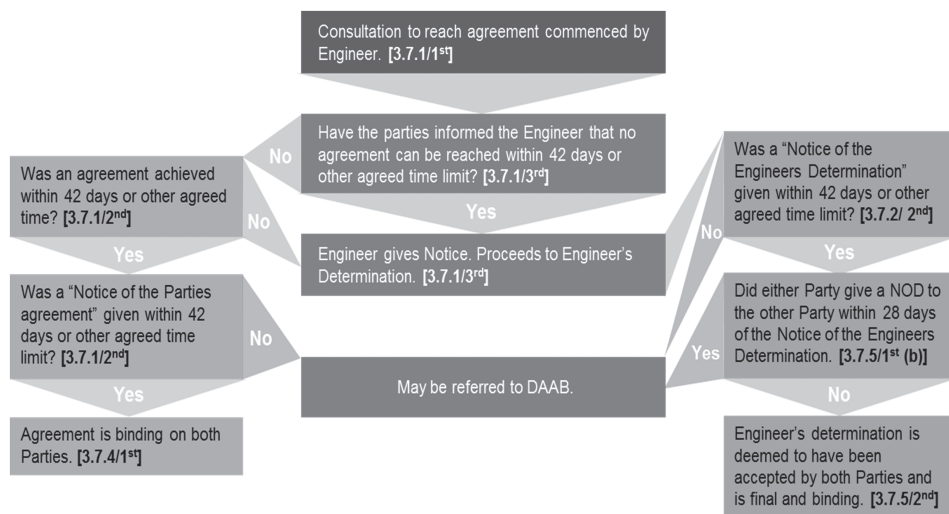 Consultation to reach agreement commenced by
Engineer. [3.7.1/1st]
Have the parties informed the Engineer that no
agreement can be reached within 42 days or
other agreed time limit? [3.7.1/3rd]
No
Yes
Was an agreement achieved
within 42 days or other agreed
time? [3.7.1/2nd]
No
Yes
Engineer gives Notice. Proceeds to Engineer's
Determination. [3.7.1/3rd]
Was a "Notice of the Parties
agreement" given within 42
days or other agreed time
limit? [3.7.1/2nd]
No
Yes
Agreement is binding on both
Parties. [3.7.4/1st]
May be referred to DAAB.
Was a "Notice of the
Engineers Determination"
given within 42 days or other
agreed time limit? [3.7.2/ 2nd]
No
Yes
Did either Party give a NOD to
the other Party within 28 days
of the Notice of the Engineers
Determination. [3.7.5/1st (b)]
Yes
No
Engineer's determination is
deemed to have been
accepted by both Parties and
is final and binding. [3.7.5/2nd]